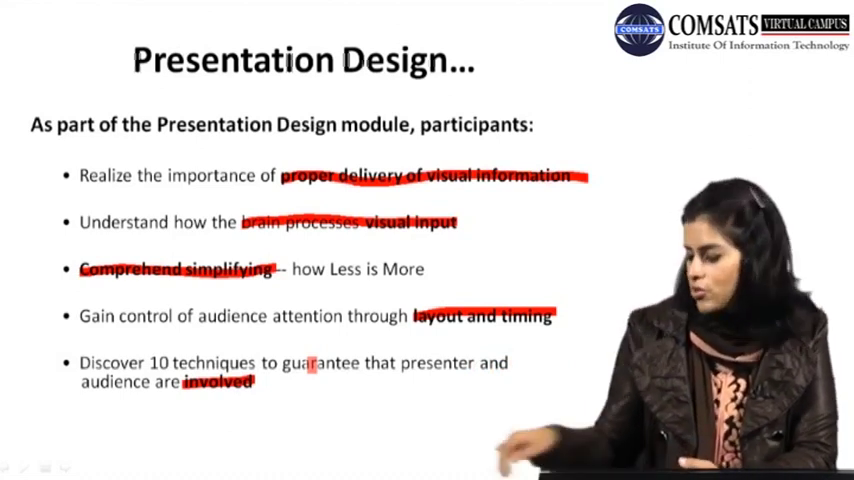 COMSATS VIRTUAL CAMPUS
COMSATS
Institute Of Information Technology
Presentation Design...
As part of the Presentation Design module, participants:
• Realize the importance of proper delivery of visual information
• Understand how the brain processes visual input
• Comprehend simplifying-- how Less is More
• Gain control of audience attention through layout and timing
• Discover 10 techniques to guarantee that presenter and
audience are involved